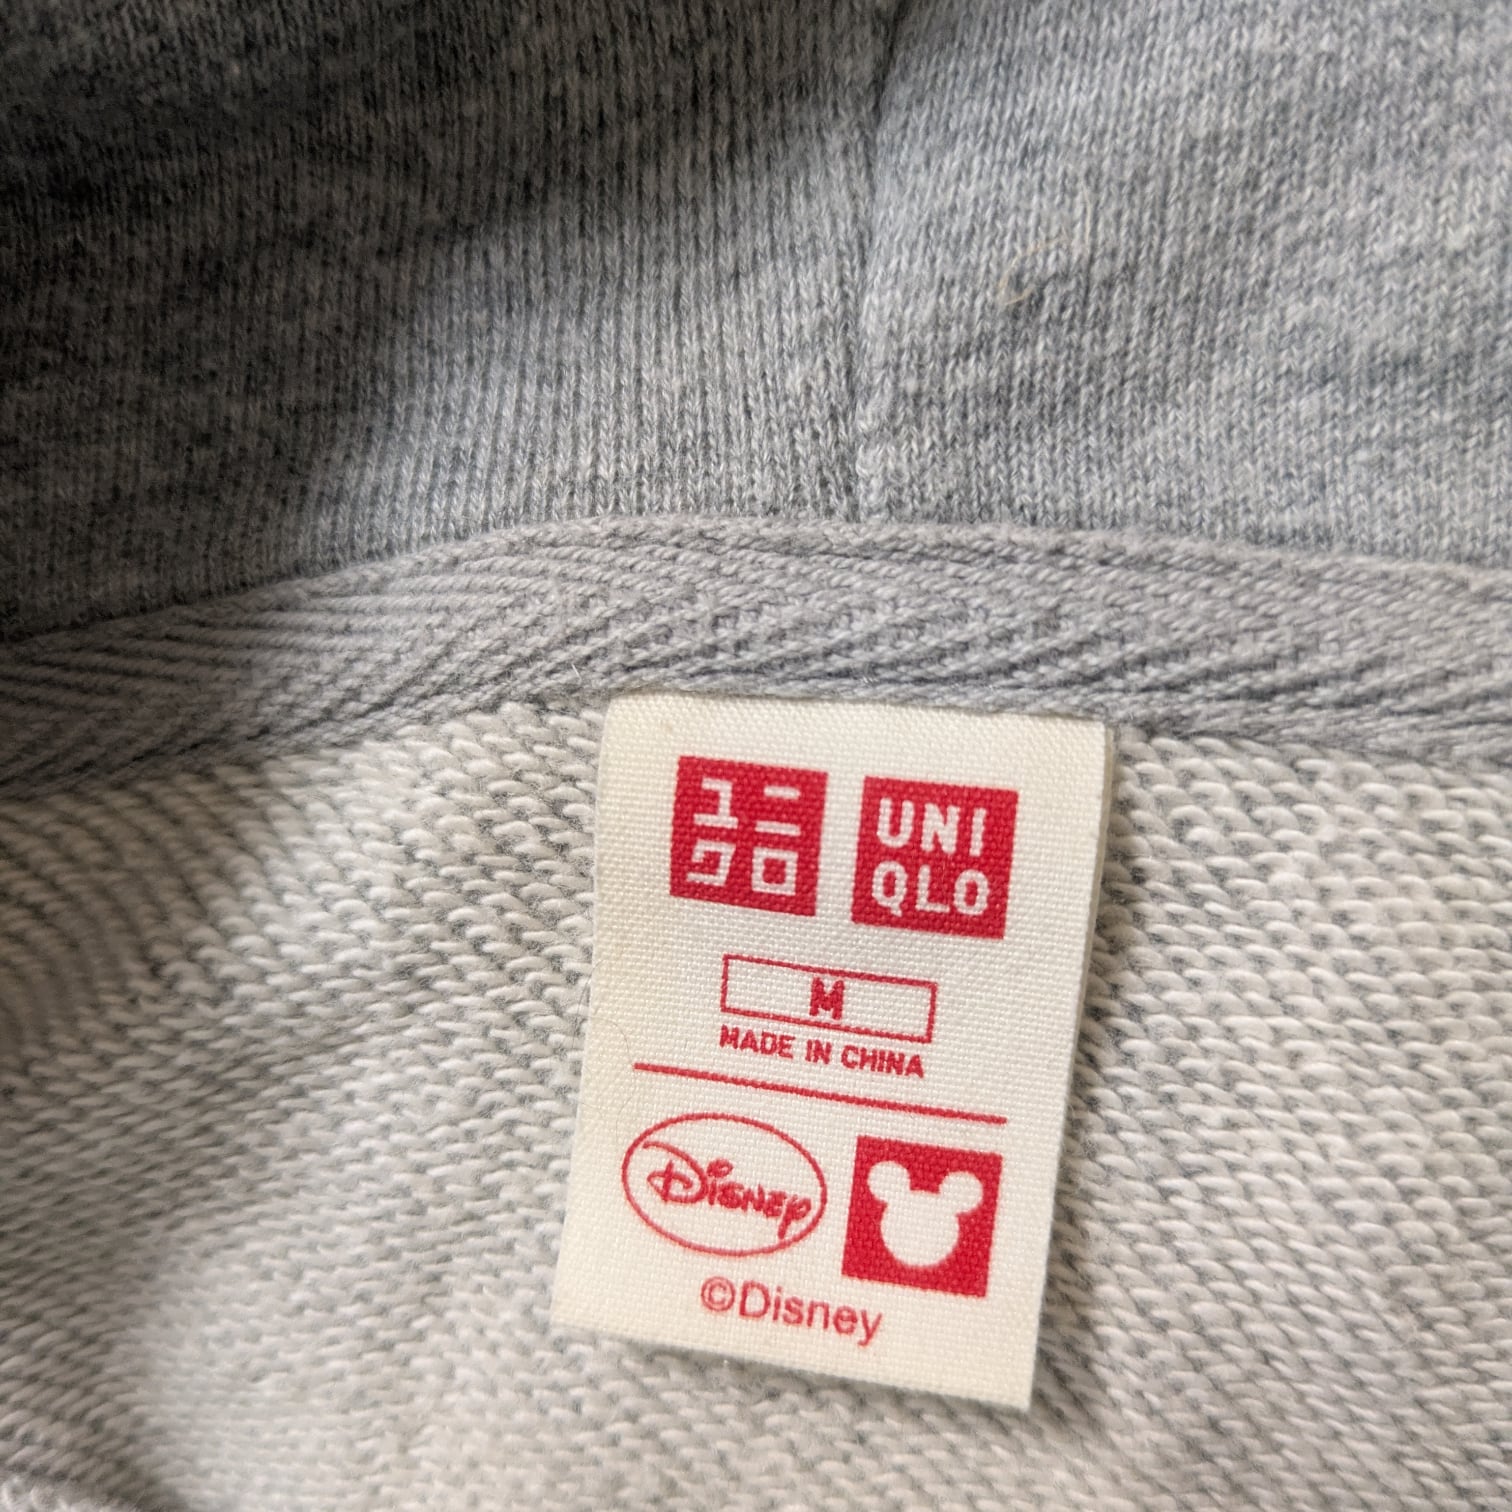 ユニ
クロ
UNI
QLO
M
MADE IN CHINA
Disney
©Disney